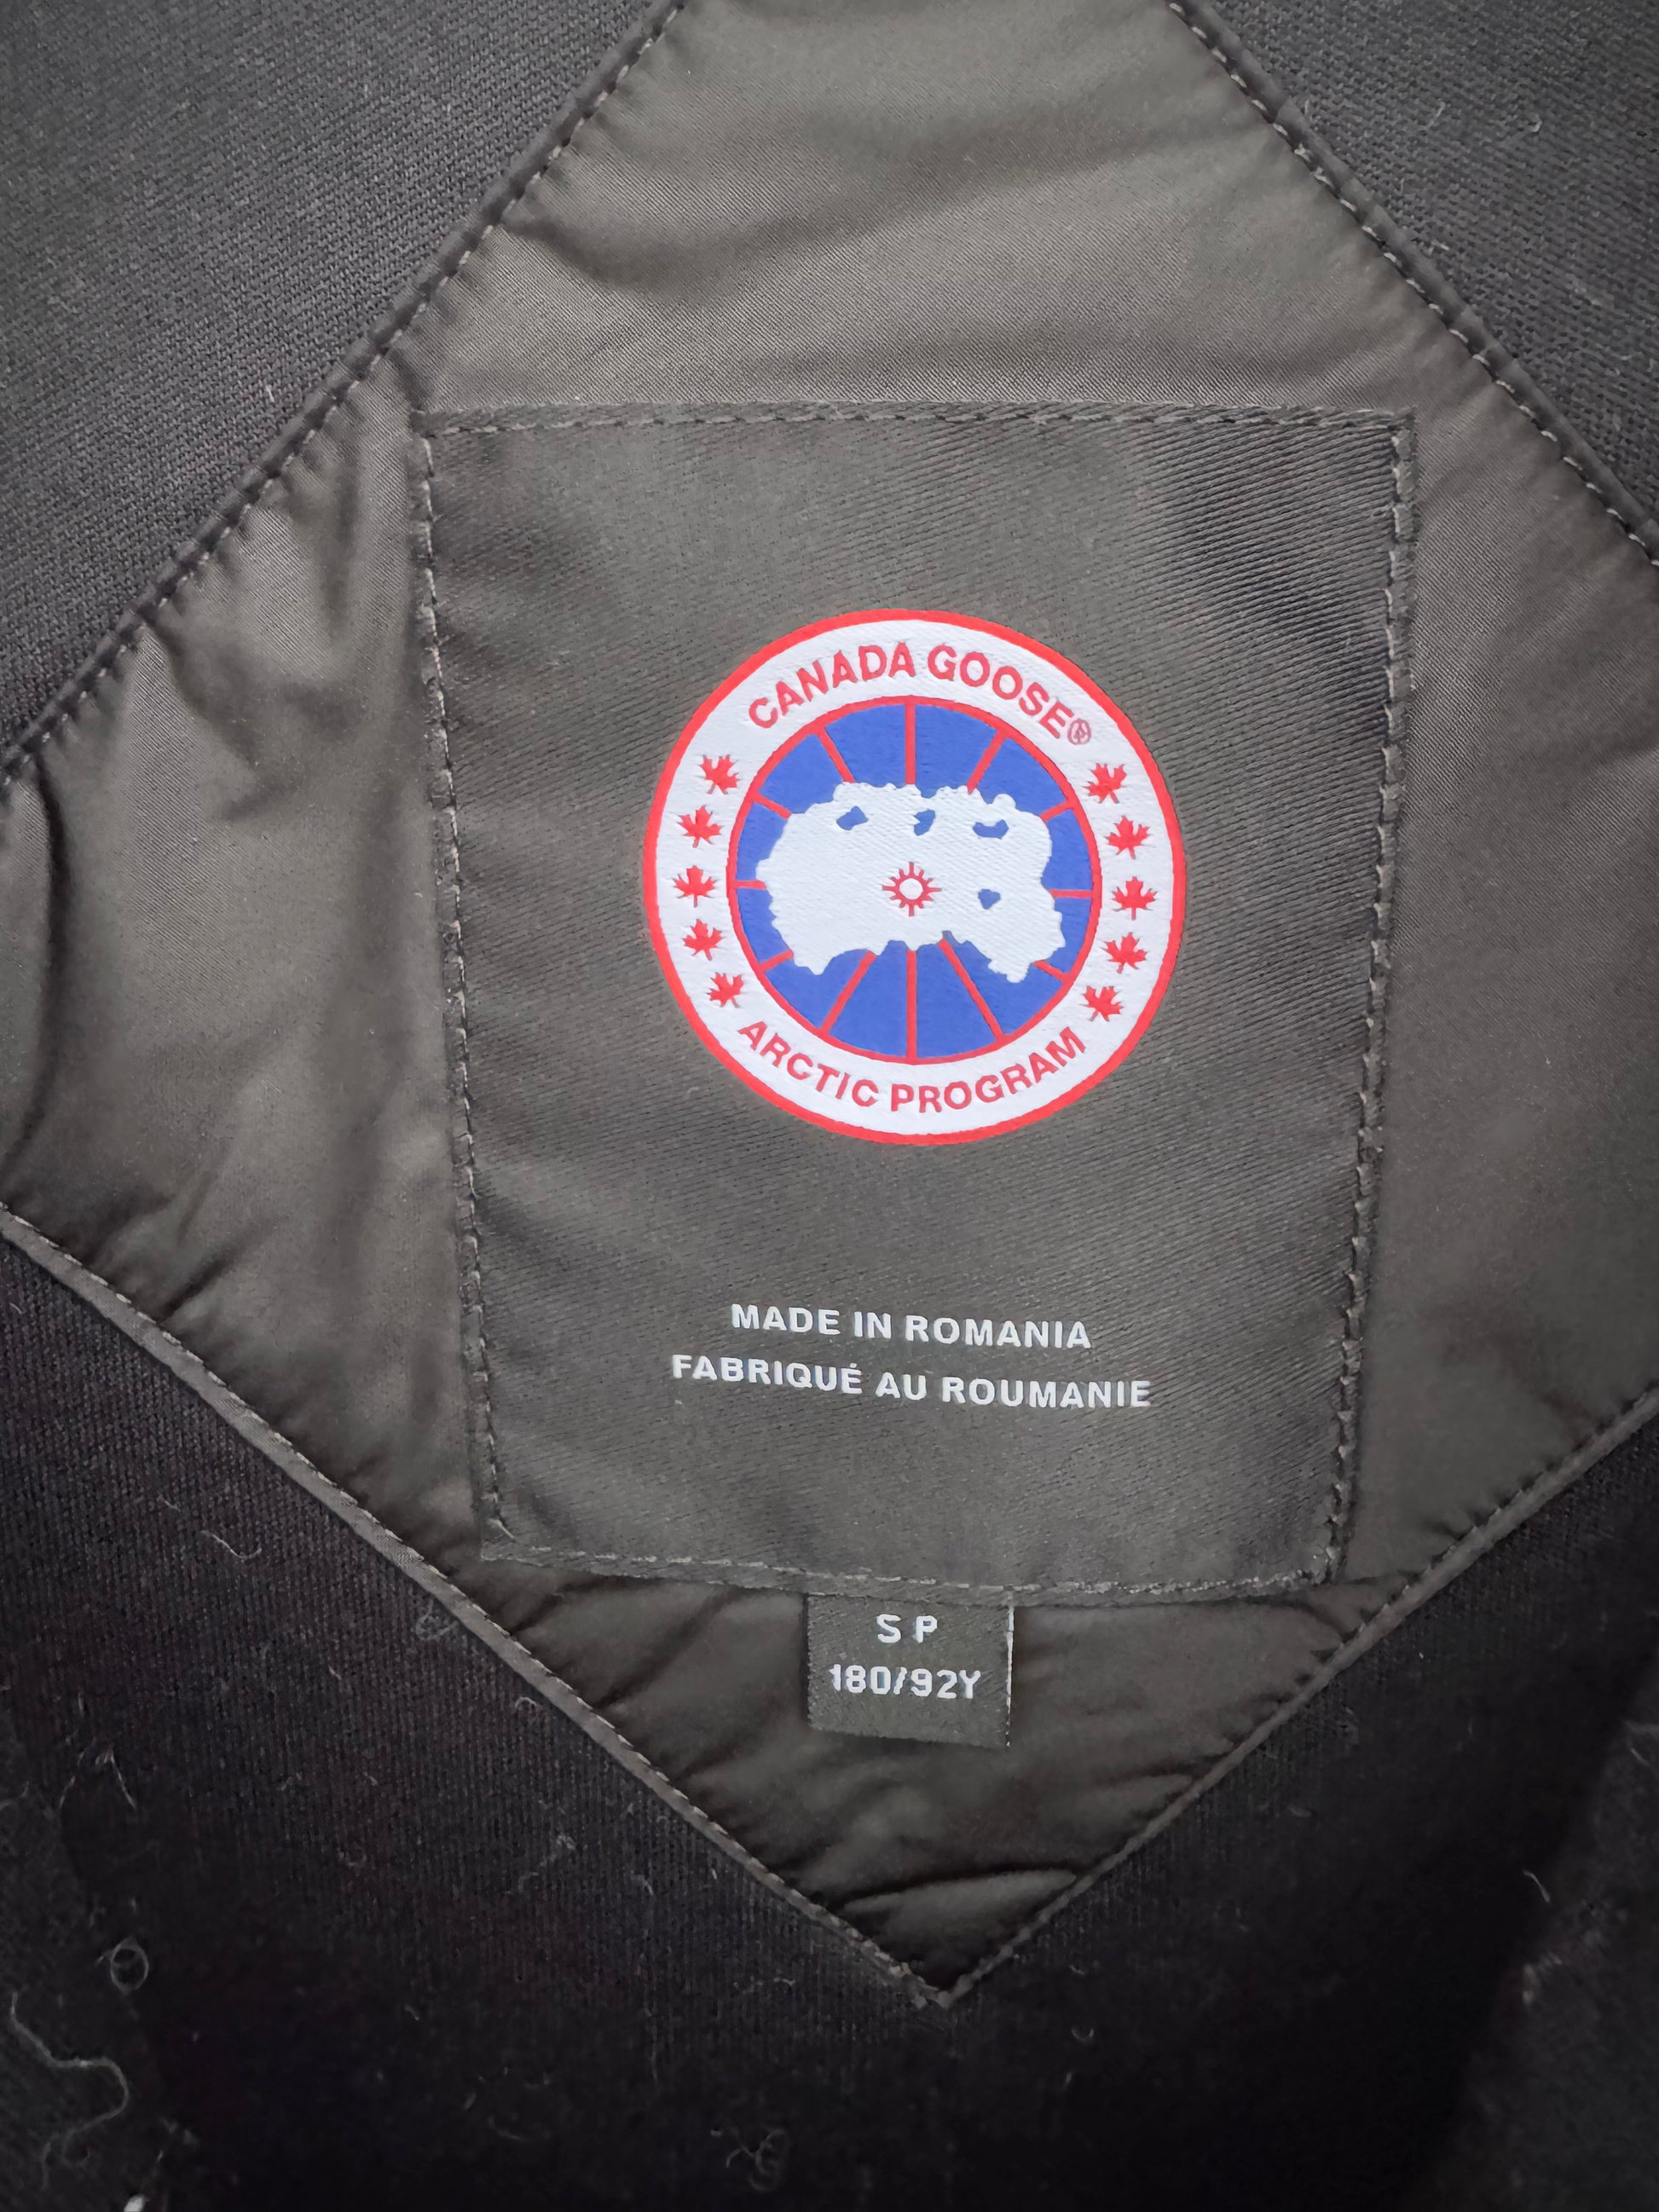 CANADA GOOSE®
ARCTIC PROGRAM
MADE IN ROMANIA
FABRIQUÉ AU ROUMANIE
S P
180/92Y